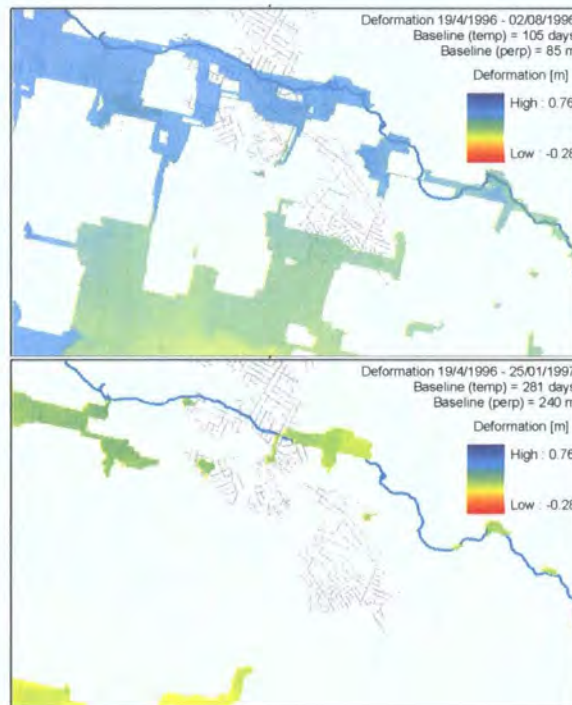 Deformation 19/4/1996 - 02/08/1996
Baseline (temp) = 105 days
Baseline (perp) = 85 m
Deformation [m]
High : 0.76
Low : -0.28
Deformation 19/4/1996 - 25/01/1997
Baseline (temp) = 281 days
Baseline (perp) = 240 m
Deformation [m]
High : 0.76
Low : -0.28